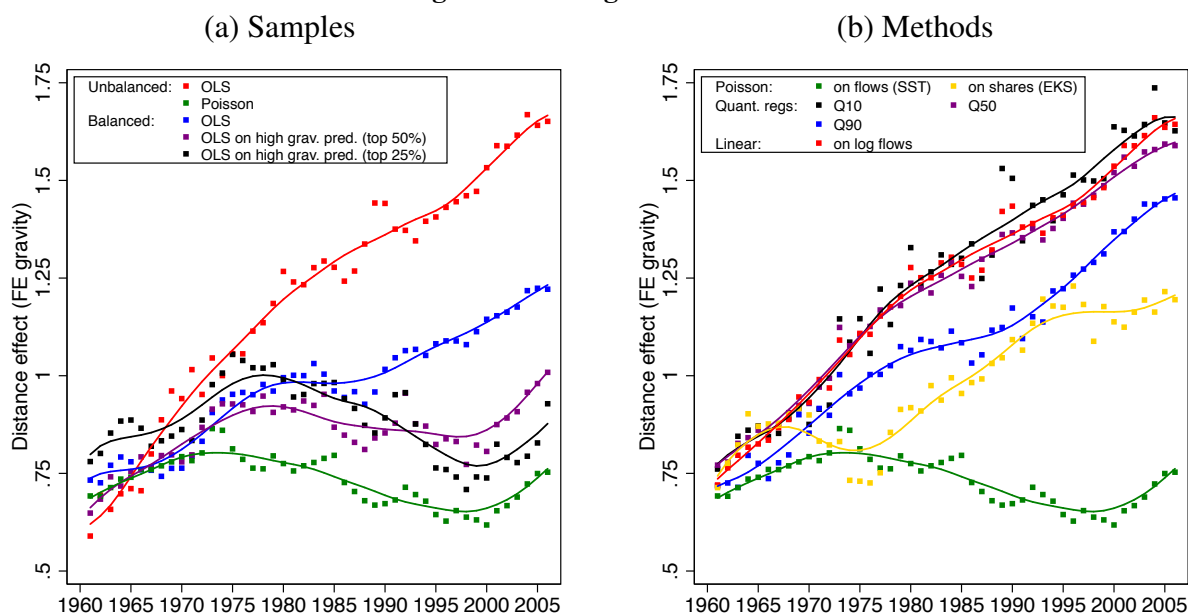 (a) Samples
(b) Methods
Distance effect (FE gravity)
.5 .75 1 1.25 1.5 1.75
Unbalanced: OLS
Poisson
Balanced: OLS
OLS on high grav. pred. (top 50%)
OLS on high grav. pred. (top 25%)
1960 1965 1970 1975 1980 1985 1990 1995 2000 2005
Distance effect (FE gravity)
.5 .75 1 1.25 1.5 1.75
Poisson: on flows (SST) on shares (EKS)
Quant. regs: Q10 Q50
Q90
Linear: on log flows
1960 1965 1970 1975 1980 1985 1990 1995 2000 2005